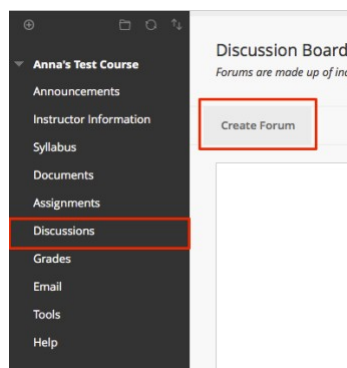 Anna's Test Course
Announcements
Instructor Information
Syllabus
Documents
Assignments
Discussions
Grades
Email
Tools
Help
Discussion Board
Forums are made up of
Create Forum